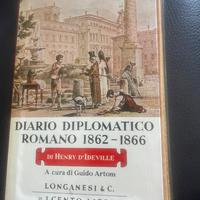 DIARIO DIPLOMATICO
ROMANO 1862-1866
DI HENRY D'IDEVILLE
A cura di Guido Artom
LONGANESI & C.